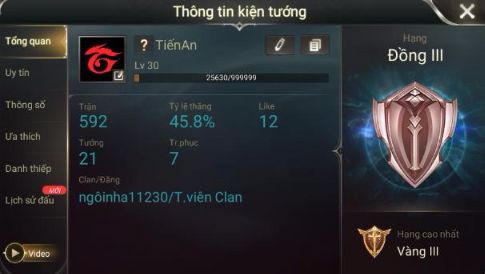 Thông tin kiện tướng
Tổng quan
Uy tín
Thông số
Ưa thích
Danh thiếp
Lịch sử đấu
MỚI
Video
? TiếnAn
Lv 30
25630/999999
Trận
Tỷ lệ thắng
Like
592
45.8%
12
Tướng
Tr.phục
21
7
Clan/Đảng
ngôinha11230/T.viên Clan
Hạng
Đồng III
Hạng cao nhất
Vàng III